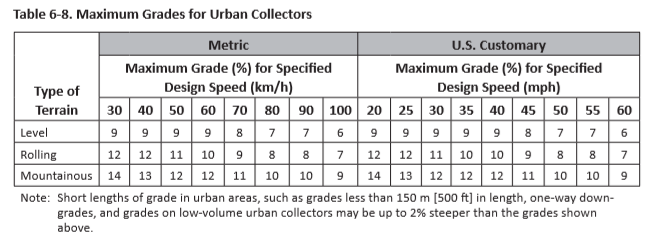 Table 6-8. Maximum Grades for Urban Collectors
Metric U.S. Customary
Type of Terrain Maximum Grade (%) for Specified Design Speed (km/h) Maximum Grade (%) for Specified Design Speed (mph)
30 40 50 60 70 80 90 100 20 25 30 35 40 45 50 55 60
Level 9 9 9 9 8 7 7 6 9 9 9 9 9 8 7 7 6
Rolling 12 12 11 10 9 8 8 7 12 12 11 10 10 9 8 8 7
Mountainous 14 13 12 12 11 10 10 9 14 13 12 12 12 11 10 10 9
Note: Short lengths of grade in urban areas, such as grades less than 150 m [500 ft] in length, one-way down-
grades, and grades on low-volume urban collectors may be up to 2% steeper than the grades shown
above.